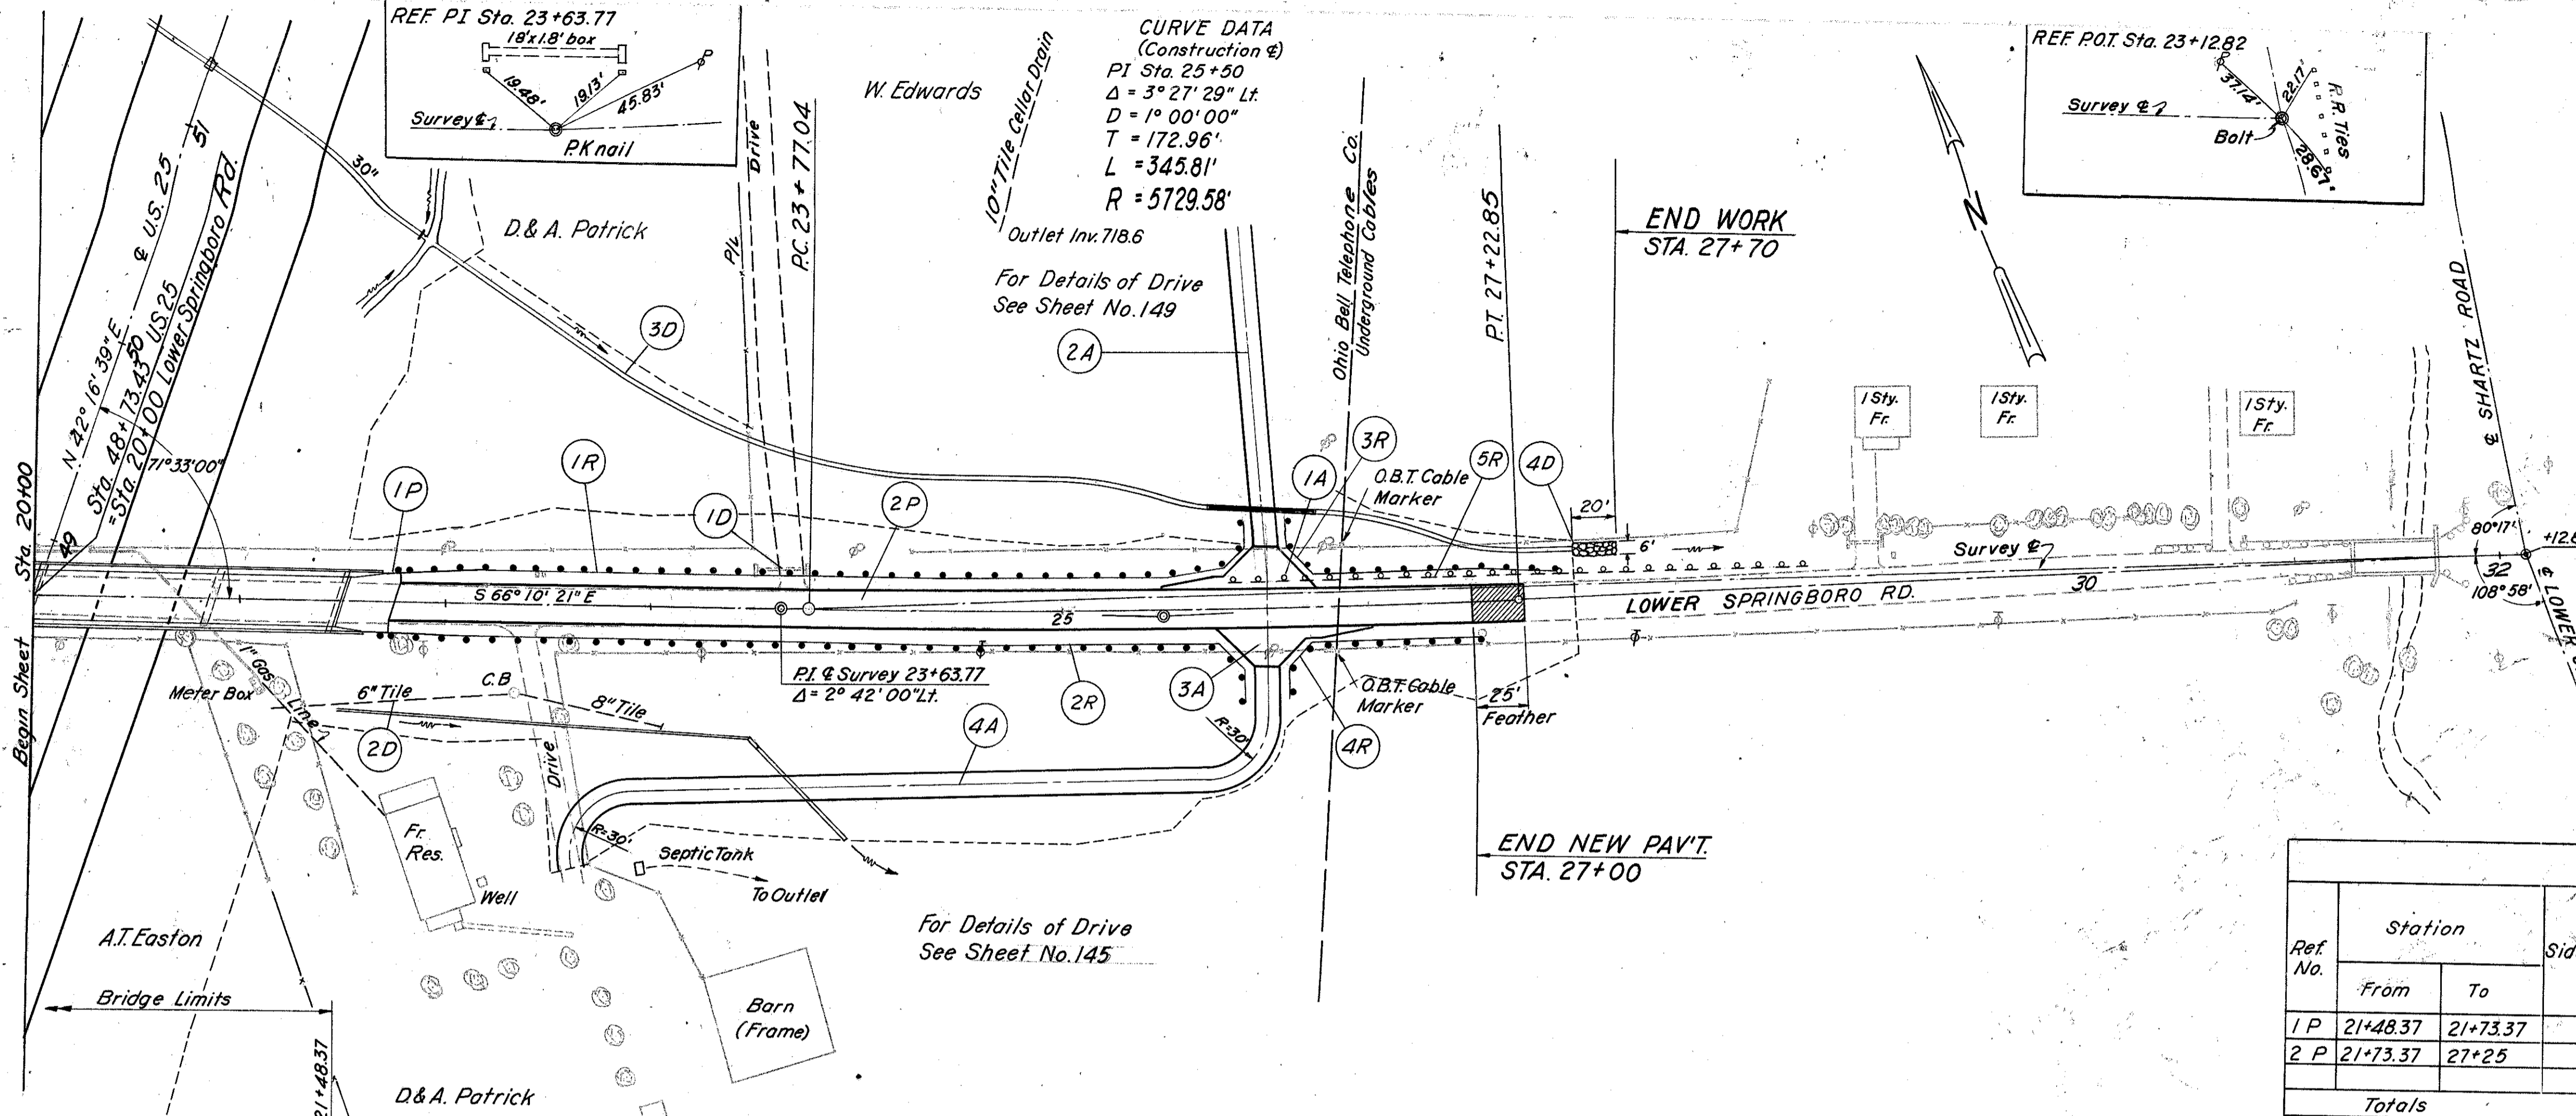 REF. PI Sta. 23+63.77
18'x1.8' box
19.48'
19.13'
45.83'
Survey ℄
P.K nail
CURVE DATA
(Construction ℄)
PI Sta. 25+50
Δ = 3° 27' 29" Lt.
D = 1° 00' 00"
T = 172.96'
L = 345.81'
R = 5729.58'
REF. P.O.T. Sta. 23+12.82
37.14'
22.17'
R.R. Ties
Survey ℄
Bolt
28.67'
W. Edwards
10" Tile Cellar Drain
Outlet Inv. 718.6
For Details of Drive
See Sheet No. 149
2A
Ohio Bell Telephone Co.
Underground Cables
P.T. 27+22.85
END WORK
STA. 27+70
N
℄ SHARTZ ROAD
30"
D. & A. Patrick
P/L
Drive
P.C. 23+77.04
3D
51
℄ U.S. 25
N 42° 16' 39" E
50
Sta. 48+73.43 U.S. 25
=Sta. 20+00 Lower Springboro Rd.
49
71°33'00"
Begin Sheet Sta. 20+00
1P
1R
1D
2P
1A
3R
O.B.T. Cable
Marker
5R
4D
20'
6'
1 Sty.
Fr.
1 Sty.
Fr.
1 Sty.
Fr.
80°17'
Survey ℄
32
108°58'
S 66° 10' 21" E
25
LOWER SPRINGBORO RD.
30
℄ LOWER
P.I. ℄ Survey 23+63.77
Δ= 2° 42' 00" Lt.
2R
3A
O.B.T. Cable
Marker
4R
25'
Feather
Meter Box
1" Gas Line
6" Tile
C.B
8" Tile
2D
Drive
4A
R=30'
R=30'
Fr.
Res.
Well
Septic Tank
To Outlet
END NEW PAV'T.
STA. 27+00
For Details of Drive
See Sheet No. 145
A.T. Easton
Bridge Limits
21+48.37
Barn
(Frame)
D. & A. Patrick
Ref.
No.
Station
From
To
1 P 21+48.37 21+73.37
2 P 21+73.37 27+25
Totals